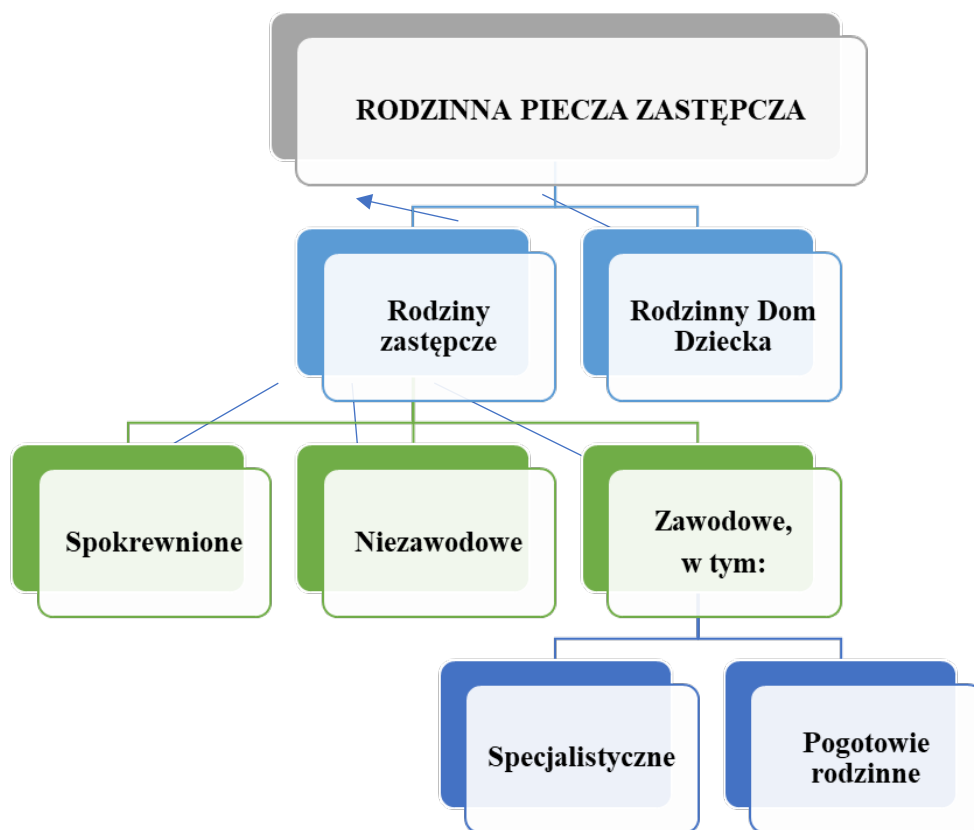 RODZINNA PIECZA ZASTĘPCZA
Rodziny
zastępcze
Rodzinny Dom
Dziecka
Spokrewnione
Niezawodowe
Zawodowe,
w tym:
Specjalistyczne
Pogotowie
rodzinne